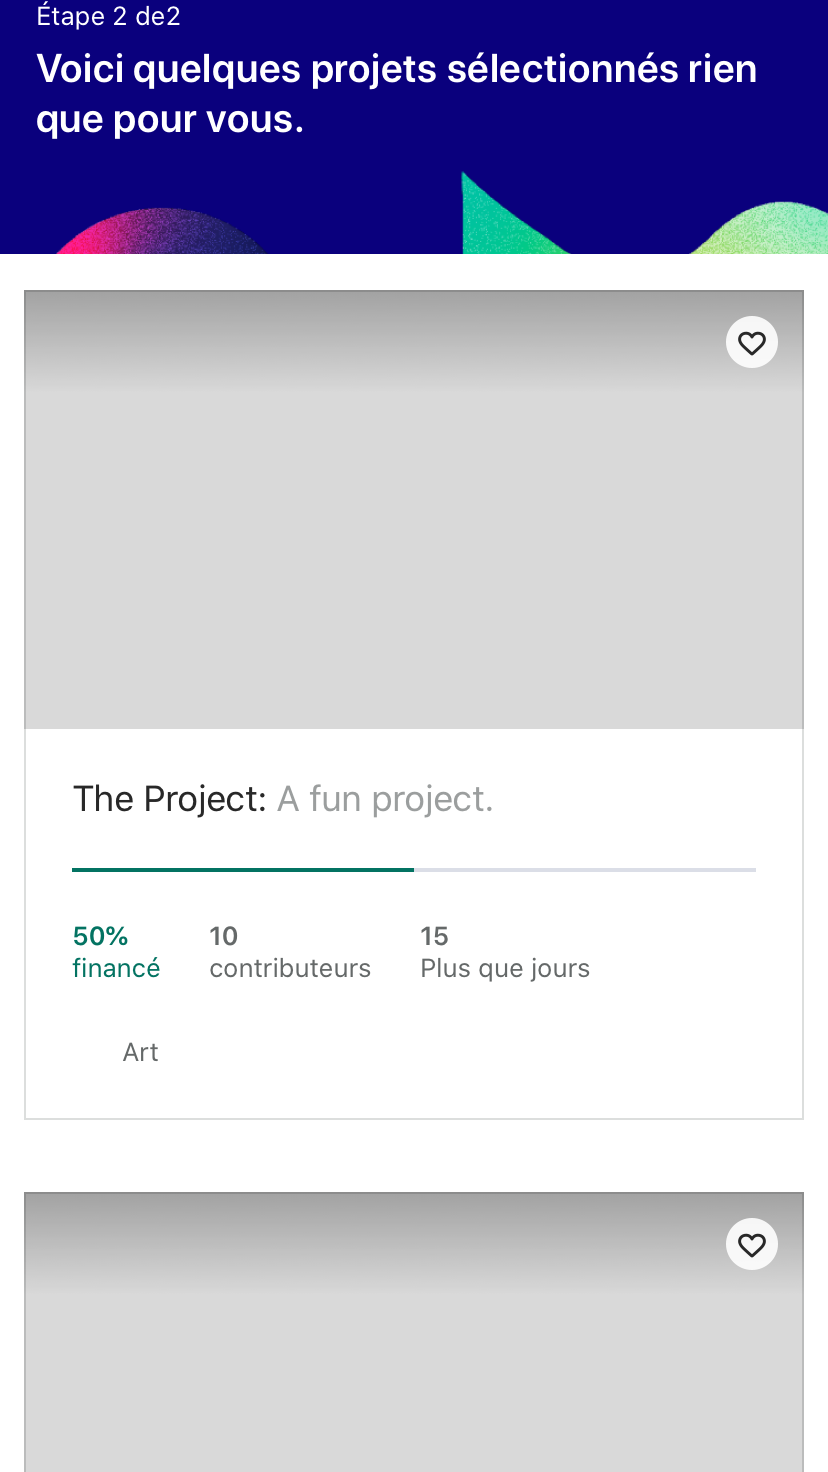 Étape 2 de2
Voici quelques projets sélectionnés rien
que pour vous.
The Project: A fun project.
50%
financé
10
contributeurs
15
Plus que jours
Art